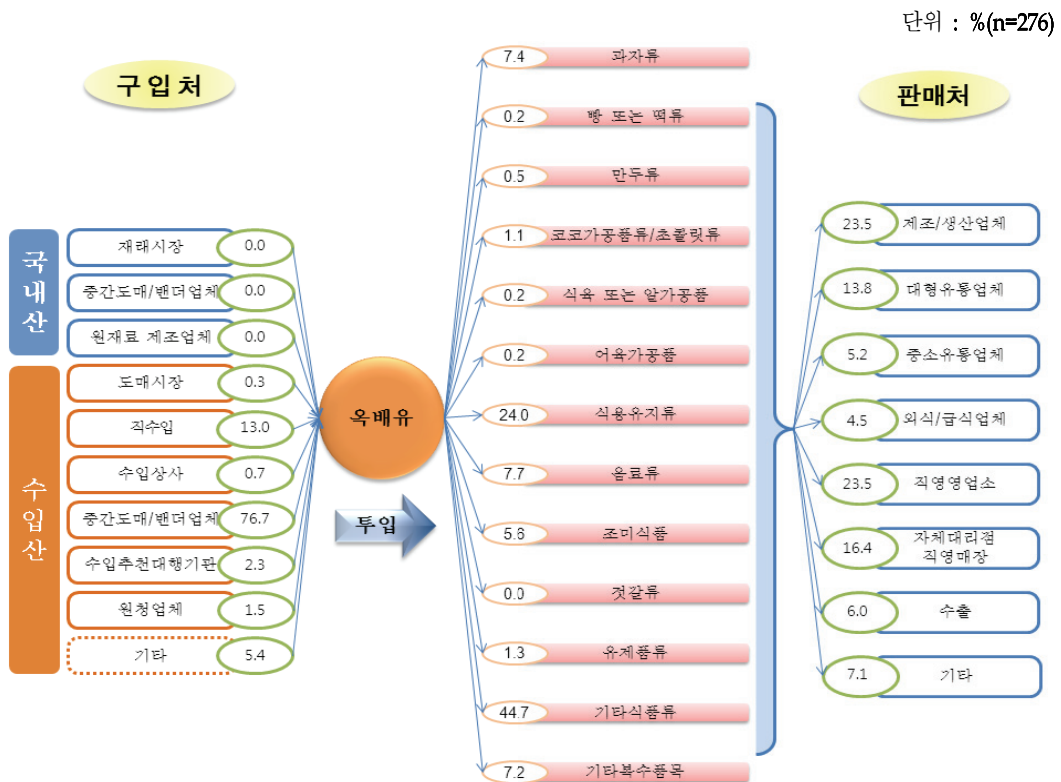 단위 : %(n=276)
구입처
판매처
국내산
재래시장 0.0
중간도매/밴더업체 0.0
원재료 제조업체 0.0
수입산
도매시장 0.3
직수입 13.0
수입상사 0.7
중간도매/밴더업체 76.7
수입추천대행기관 2.3
원청업체 1.5
기타 5.4
옥배유
투입
7.4 과자류
0.2 빵 또는 떡류
0.5 만두류
1.1 코코가공품류/초콜릿류
0.2 식육 또는 알가공품
0.2 어육가공품
24.0 식용유지류
7.7 음료류
5.6 조미식품
0.0 젓갈류
1.3 유제품류
44.7 기타식품류
7.2 기타복수품목
23.5 제조/생산업체
13.8 대형유통업체
5.2 중소유통업체
4.5 외식/급식업체
23.5 직영영업소
16.4 자체대리점
직영매장
6.0 수출
7.1 기타